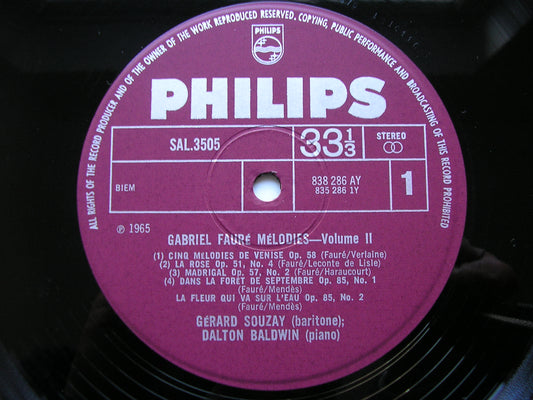 ALL RIGHTS OF THE RECORD PRODUCER AND OF THE OWNER OF THE WORK REPRODUCED RESERVED. COPYING, PUBLIC PERFORMANCE AND BROADCASTING OF THIS RECORD PROHIBITED
PHILIPS
PHILIPS
SAL.3505
33 1/3
STEREO
BIEM
838 286 AY
835 286 1Y
1
℗ 1965
GABRIEL FAURÉ MÉLODIES—Volume II
(1) CINQ MÉLODIES DE VENISE Op. 58 (Fauré/Verlaine)
(2) LA ROSE Op. 51, No. 4 (Fauré/Leconte de Lisle)
(3) MADRIGAL Op. 57, No. 2 (Fauré/Haraucourt)
(4) DANS LA FORÊT DE SEPTEMBRE Op. 85, No. 1
(Fauré/Mendès)
LA FLEUR QUI VA SUR L'EAU Op. 85, No. 2
(Fauré/Mendès)
GÉRARD SOUZAY (baritone);
DALTON BALDWIN (piano)